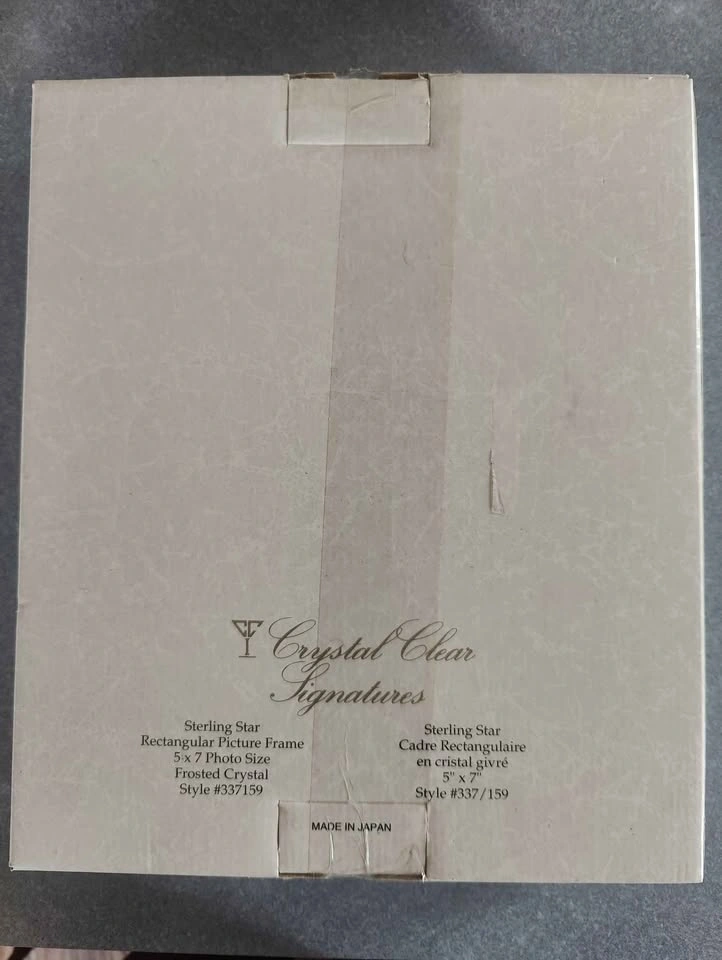 Crystal Clear
Signatures
Sterling Star
Rectangular Picture Frame
5 x 7 Photo Size
Frosted Crystal
Style #337159
Sterling Star
Cadre Rectangulaire
en cristal givré
5" x 7"
Style #337/159
MADE IN JAPAN